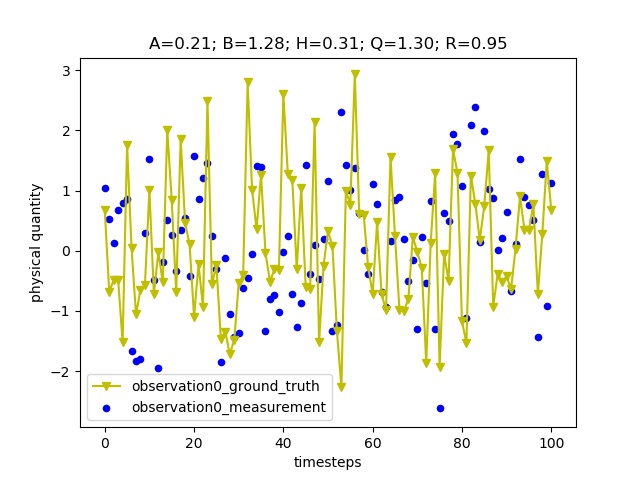 A=0.21; B=1.28; H=0.31; Q=1.30; R=0.95
3
2
1
0
−1
−2
physical quantity
observation0_ground_truth
observation0_measurement
0 20 40 60 80 100
timesteps